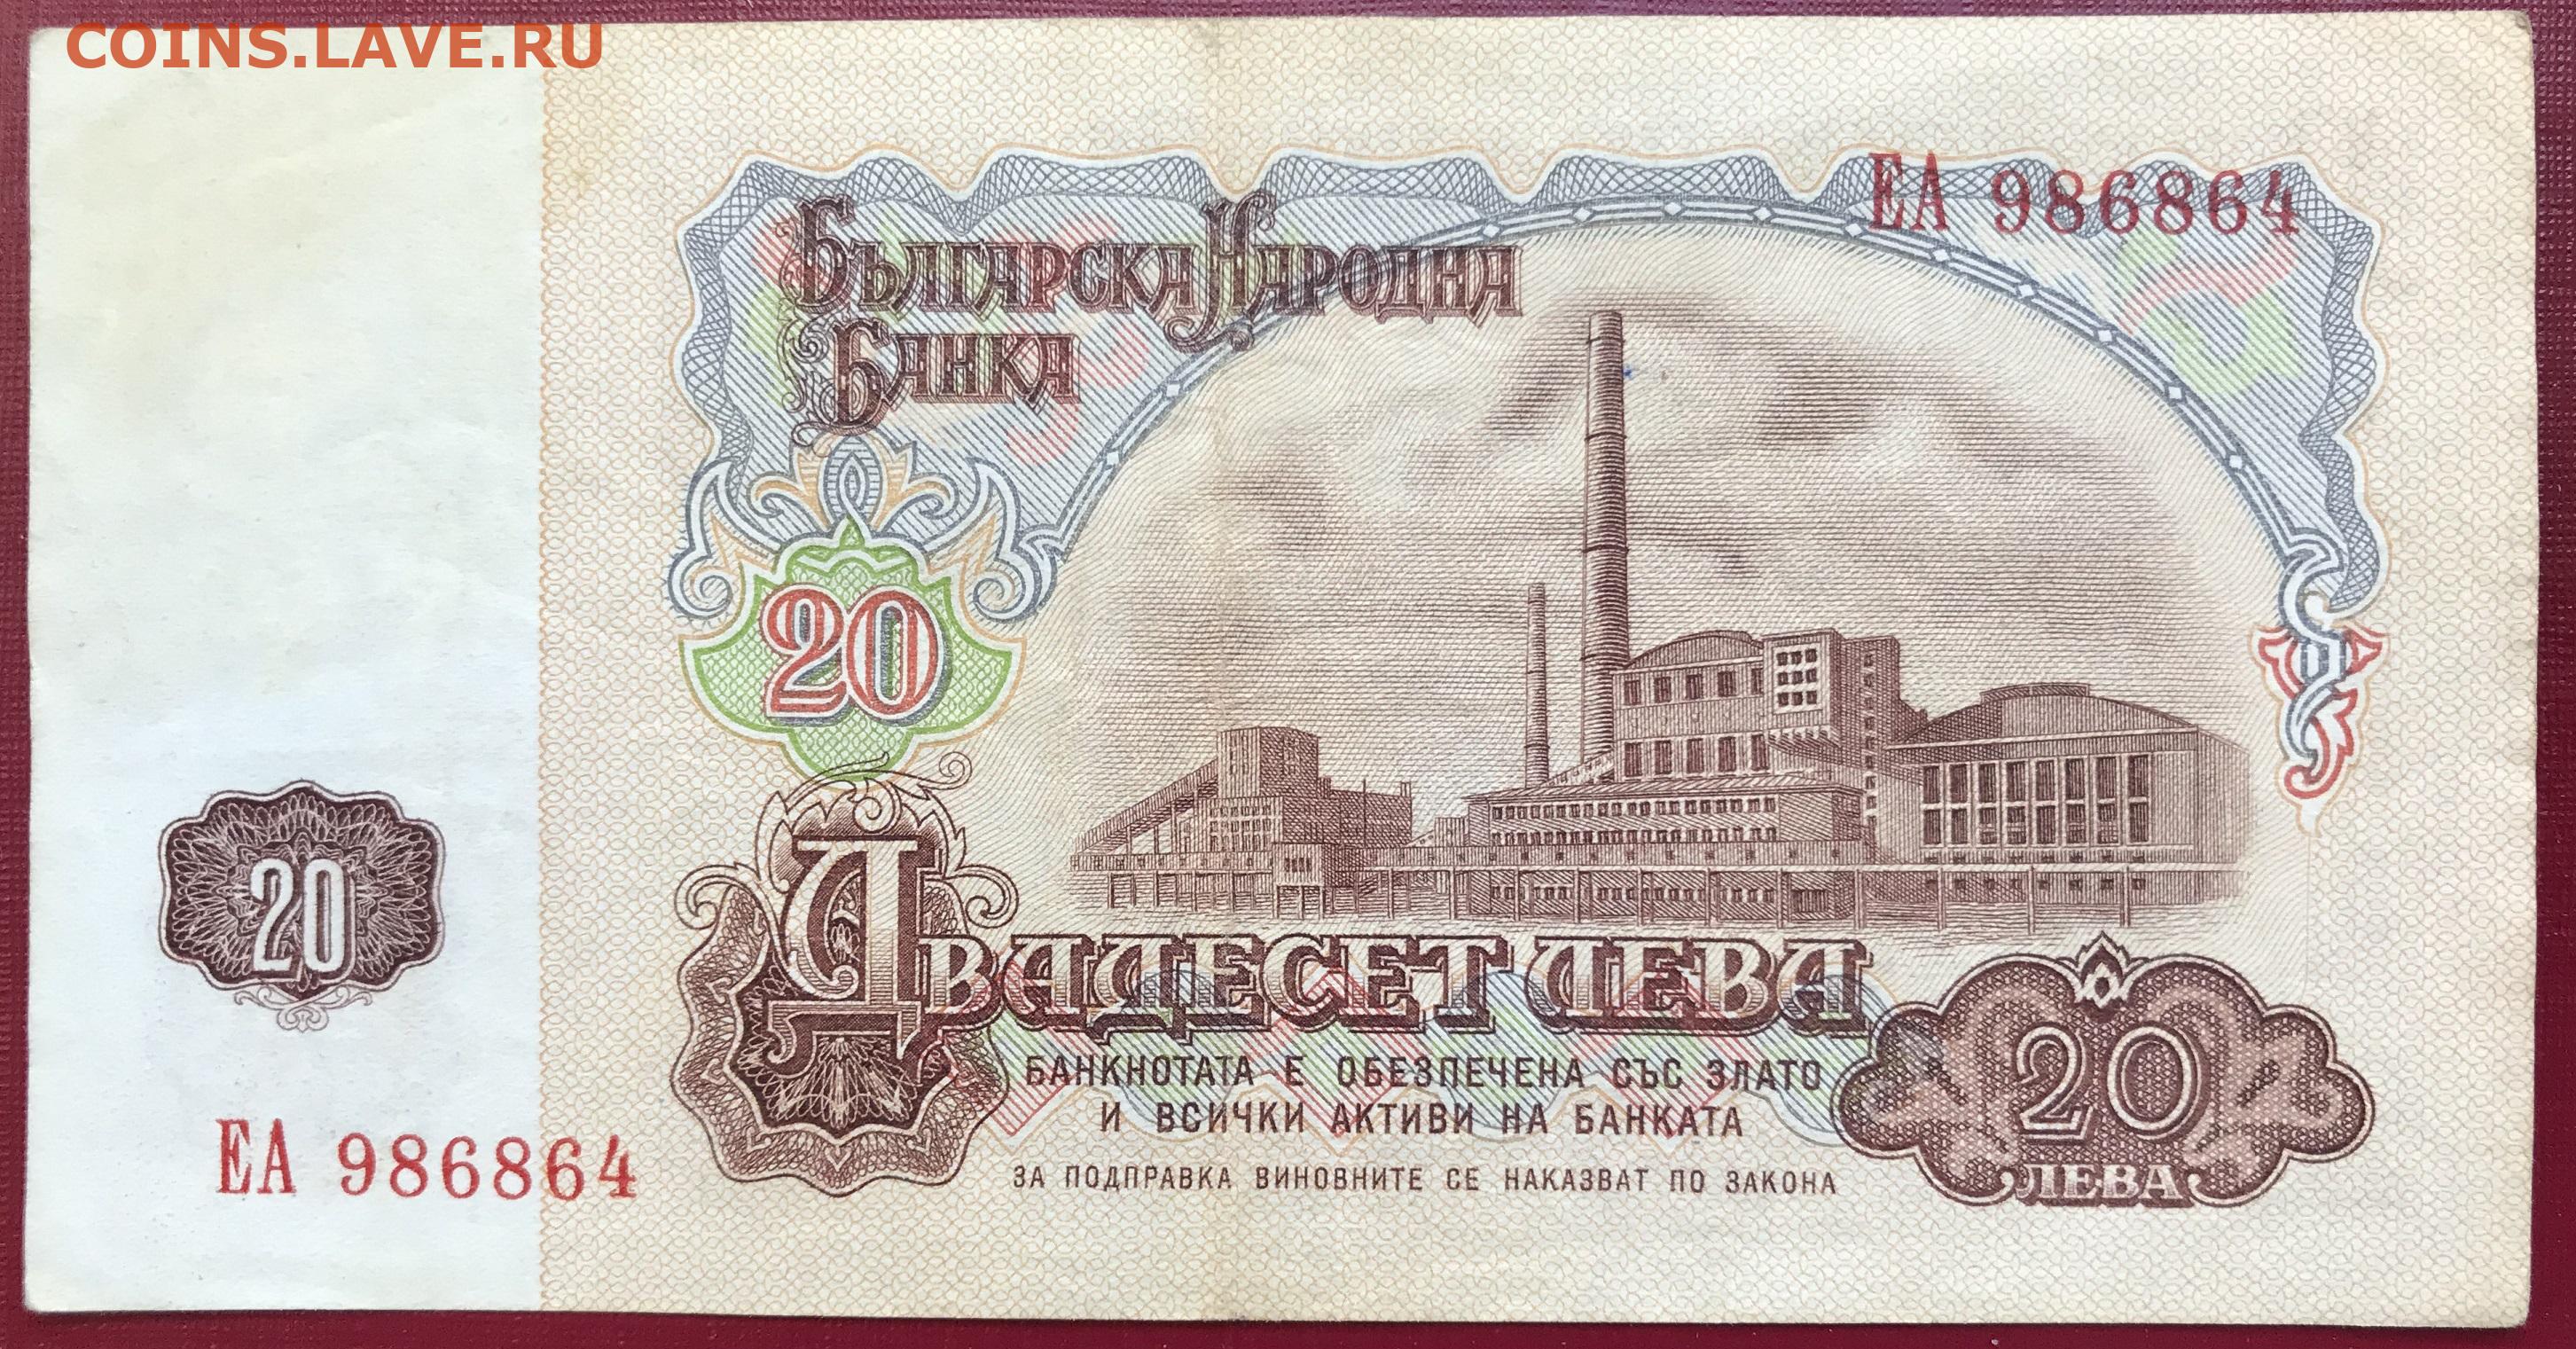 COINS.LAVE.RU
ЕА 986864
Българска Народна
Банка
20
20
Двадесет лева
БАНКНОТАТА Е ОБЕЗПЕЧЕНА СЪС ЗЛАТО
И ВСИЧКИ АКТИВИ НА БАНКАТА
ЗА ПОДПРАВКА ВИНОВНИТЕ СЕ НАКАЗВАТ ПО ЗАКОНА
20
ЛЕВА
ЕА 986864